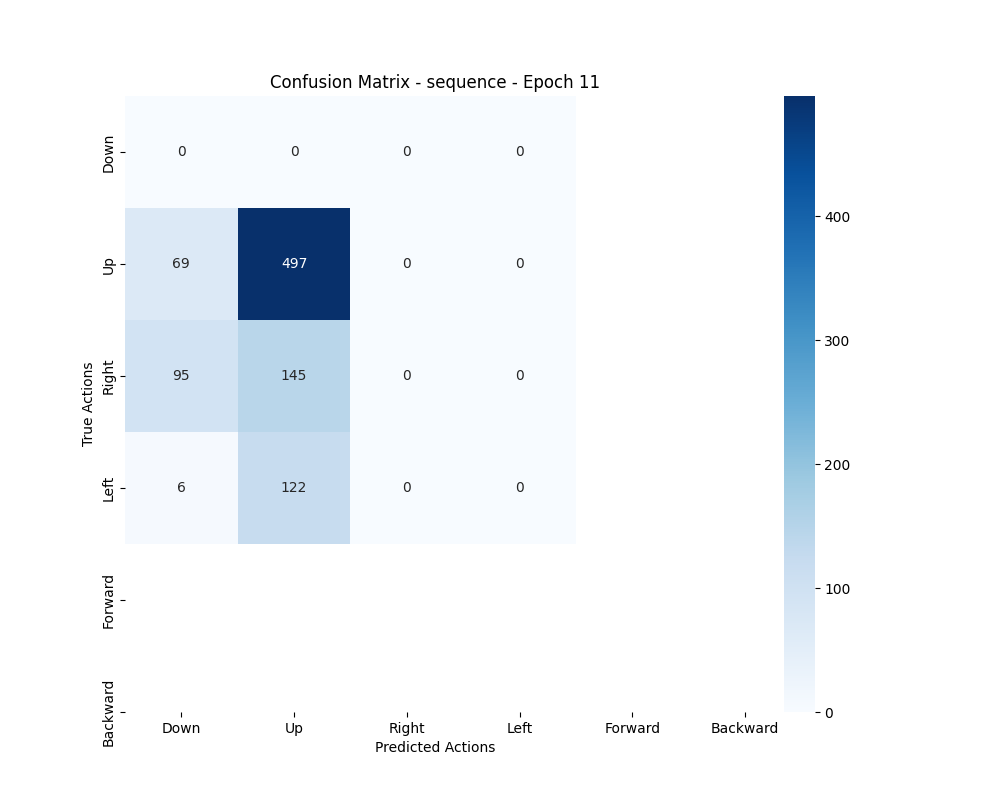 Confusion Matrix - sequence - Epoch 11
True Actions
Down
0 0 0 0
Up
69 497 0 0
Right
95 145 0 0
Left
6 122 0 0
Forward
Backward
Down Up Right Left Forward Backward
Predicted Actions
400
300
200
100
0